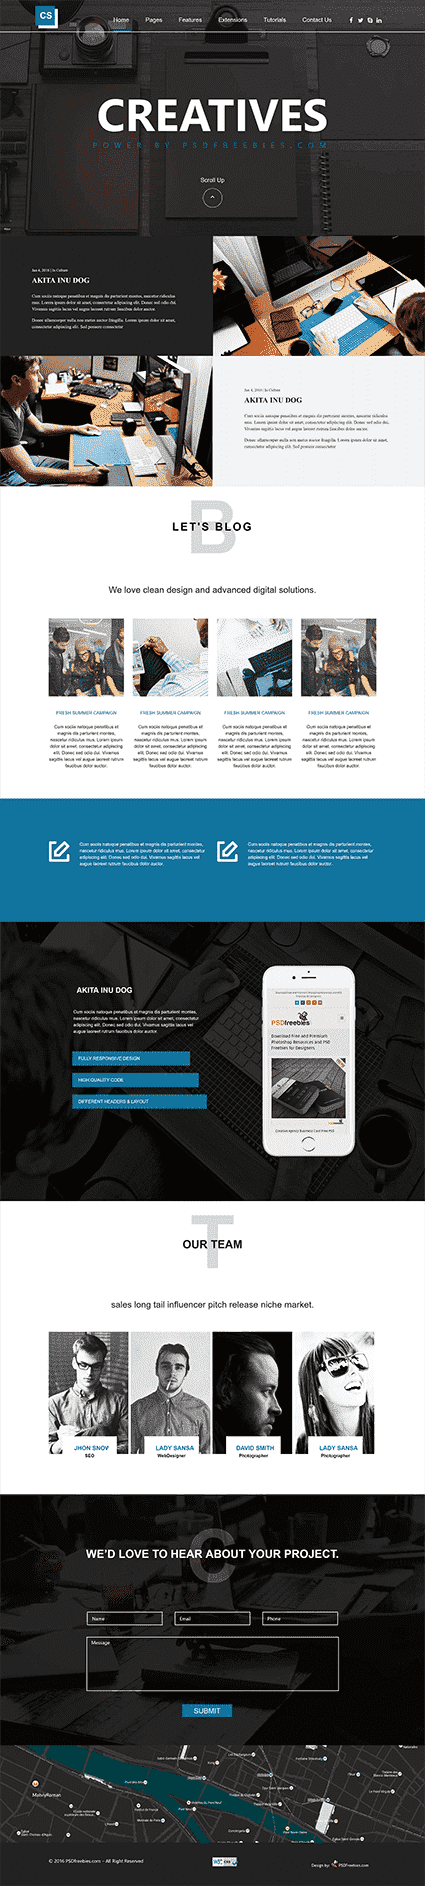 CS
Home Pages Features Extensions Tutorials Contact Us
CREATIVES
POWER BY PSDFREEBIES.COM
Scroll Up
Jan 4, 2016 | In Culture
AKITA INU DOG
Cum sociis natoque penatibus et magnis dis parturient montes, nascetur ridiculus
mus. Lorem ipsum dolor sit amet, consectetur adipiscing elit. Donec sed odio dui.
Vivamus sagittis lacus vel augue laoreet rutrum faucibus dolor auctor.
Donec ullamcorper nulla non metus auctor fringilla. Lorem ipsum dolor sit amet,
consectetur adipiscing elit. Sed posuere consectetur
Jan 4, 2016 | In Culture
AKITA INU DOG
Cum sociis natoque penatibus et magnis dis parturient montes, nascetur ridiculus
mus. Lorem ipsum dolor sit amet, consectetur adipiscing elit. Donec sed odio dui.
Vivamus sagittis lacus vel augue laoreet rutrum faucibus dolor auctor.
Donec ullamcorper nulla non metus auctor fringilla. Lorem ipsum dolor sit amet,
consectetur adipiscing elit. Sed posuere consectetur
B
LET'S BLOG
We love clean design and advanced digital solutions.
FRESH SUMMER CAMPAIGN
Cum sociis natoque penatibus et
magnis dis parturient montes,
nascetur ridiculus mus. Lorem ipsum
dolor sit amet, consectetur adipiscing
elit. Donec sed odio dui. Vivamus
sagittis lacus vel augue laoreet rutrum
faucibus dolor auctor.
FRESH SUMMER CAMPAIGN
Cum sociis natoque penatibus et
magnis dis parturient montes,
nascetur ridiculus mus. Lorem ipsum
dolor sit amet, consectetur adipiscing
elit. Donec sed odio dui. Vivamus
sagittis lacus vel augue laoreet rutrum
faucibus dolor auctor.
FRESH SUMMER CAMPAIGN
Cum sociis natoque penatibus et
magnis dis parturient montes,
nascetur ridiculus mus. Lorem ipsum
dolor sit amet, consectetur adipiscing
elit. Donec sed odio dui. Vivamus
sagittis lacus vel augue laoreet rutrum
faucibus dolor auctor.
FRESH SUMMER CAMPAIGN
Cum sociis natoque penatibus et
magnis dis parturient montes,
nascetur ridiculus mus. Lorem ipsum
dolor sit amet, consectetur adipiscing
elit. Donec sed odio dui. Vivamus
sagittis lacus vel augue laoreet rutrum
faucibus dolor auctor.
Cum sociis natoque penatibus et magnis dis parturient montes,
nascetur ridiculus mus. Lorem ipsum dolor sit amet, consectetur
adipiscing elit. Donec sed odio dui. Vivamus sagittis lacus vel
augue laoreet rutrum faucibus dolor auctor.
Cum sociis natoque penatibus et magnis dis parturient montes,
nascetur ridiculus mus. Lorem ipsum dolor sit amet, consectetur
adipiscing elit. Donec sed odio dui. Vivamus sagittis lacus vel
augue laoreet rutrum faucibus dolor auctor.
AKITA INU DOG
Cum sociis natoque penatibus et magnis dis parturient montes,
nascetur ridiculus mus. Lorem ipsum dolor sit amet, consectetur
adipiscing elit. Donec sed odio dui. Vivamus sagittis lacus vel
augue laoreet rutrum faucibus dolor auctor.
FULLY RESPONSIVE DESIGN
HIGH QUALITY CODE
DIFFERENT HEADERS & LAYOUT
PSDfreebies
Download Free and Premium
Photoshop Resources and PSD
Freebies for Designers
Creative Agency Business Card Free PSD
T
OUR TEAM
sales long tail influencer pitch release niche market.
JHON SNOV
SEO
LADY SANSA
WebDesigner
DAVID SMITH
Photographer
LADY SANSA
Photographer
C
WE'D LOVE TO HEAR ABOUT YOUR PROJECT.
Name
Email
Phone
Message
SUBMIT
© 2016 PSDFreebies.com - All Right Reserved
W3C css
Design by: PSDFreebies.com